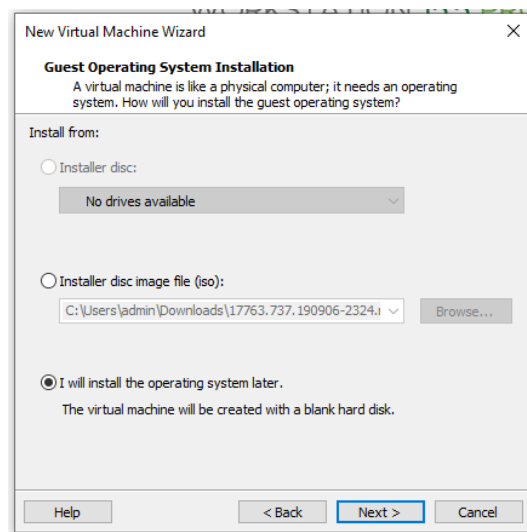 New Virtual Machine Wizard
Guest Operating System Installation
A virtual machine is like a physical computer; it needs an operating
system. How will you install the guest operating system?
Install from:
Installer disc:
No drives available
Installer disc image file (iso):
C:\Users\admin\Downloads\17763.737.190906-2324.r
Browse...
I will install the operating system later.
The virtual machine will be created with a blank hard disk.
Help
< Back
Next >
Cancel